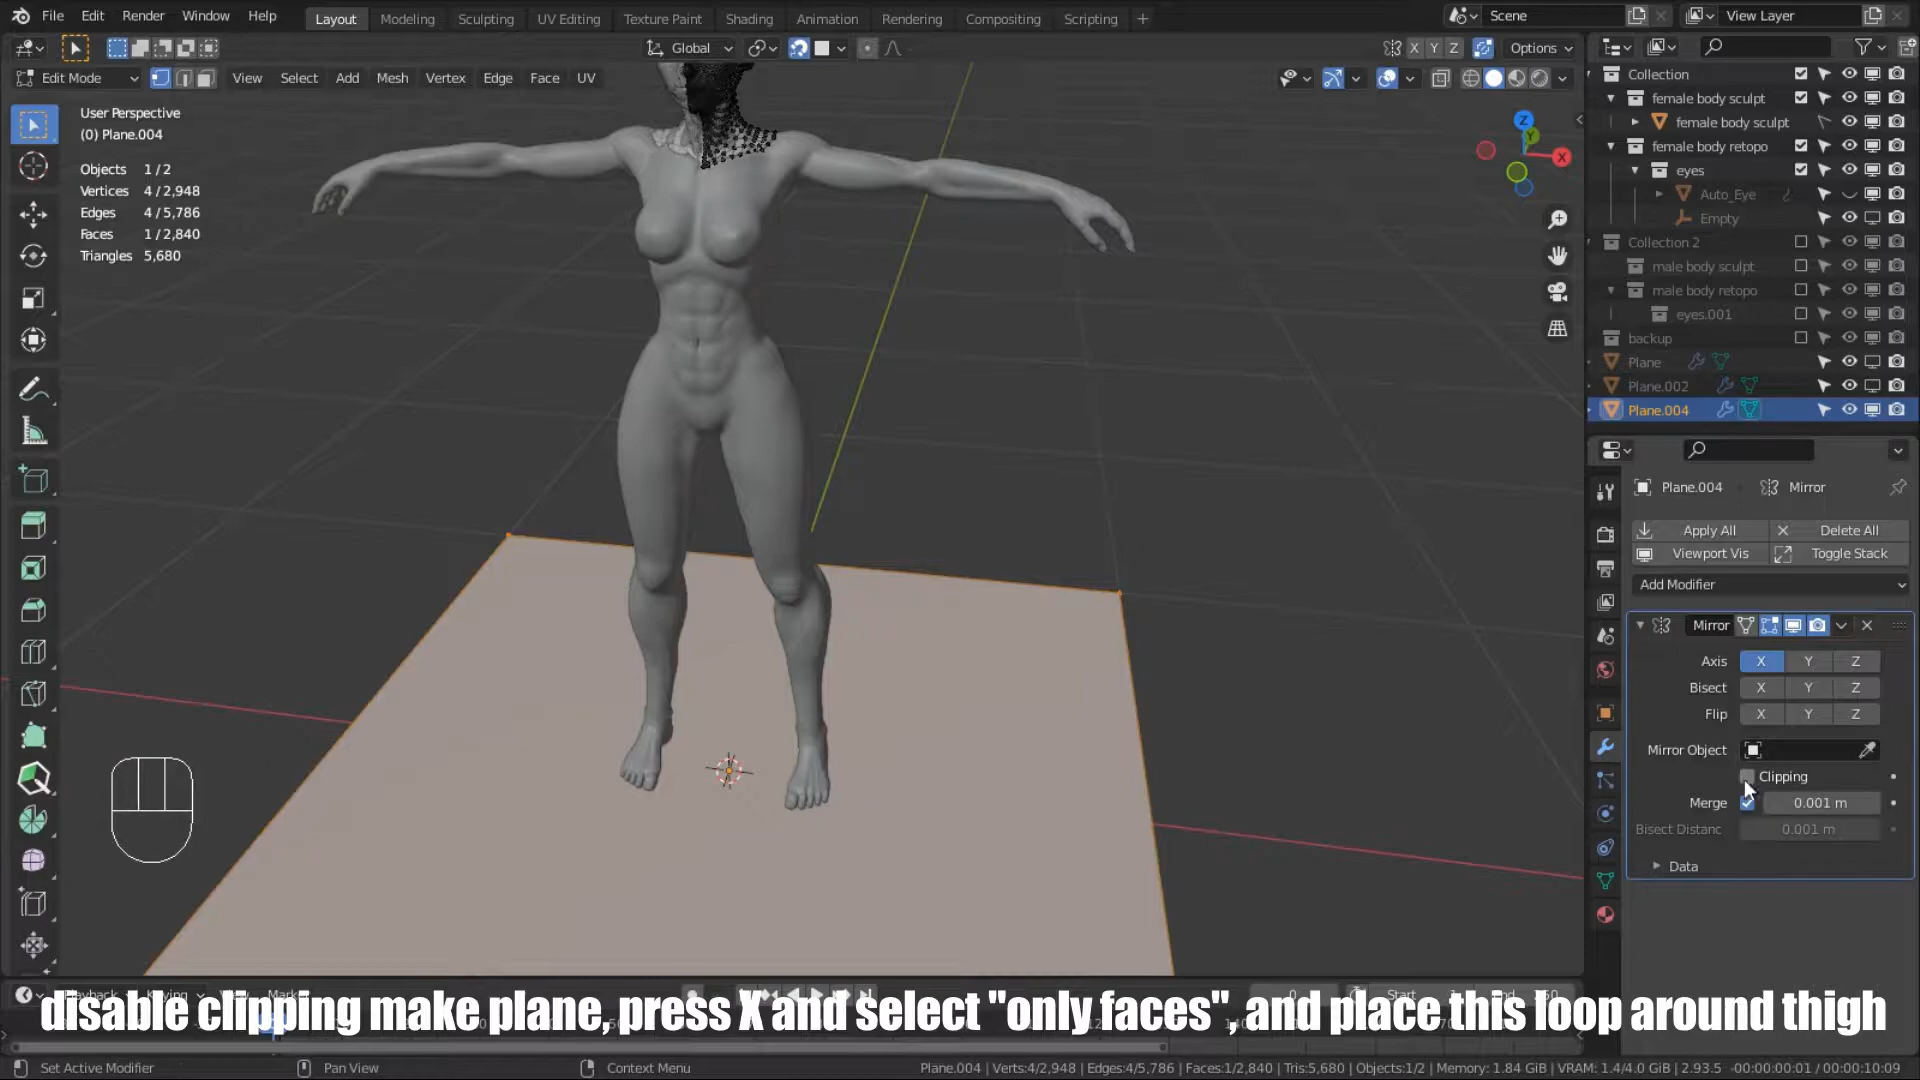 File Edit Render Window Help Layout Modeling Sculpting UV Editing Texture Paint Shading Animation Rendering Compositing Scripting + Scene View Layer
Global X Y Z Options
Edit Mode View Select Add Mesh Vertex Edge Face UV
User Perspective
(0) Plane.004
Objects 1/2
Vertices 4/2,948
Edges 4/5,786
Faces 1/2,840
Triangles 5,680
Z
Y
X
Collection
female body sculpt
female body sculpt
female body retopo
eyes
Auto_Eye
Empty
Collection 2
male body sculpt
male body retopo
eyes.001
backup
Plane
Plane.002
Plane.004
Plane.004 Mirror
Apply All Delete All
Viewport Vis Toggle Stack
Add Modifier
Mirror
Axis X Y Z
Bisect X Y Z
Flip X Y Z
Mirror Object
Clipping
Merge 0.001 m
Bisect Distanc 0.001 m
Data
disable clipping make plane, press X and select "only faces", and place this loop around thigh
Set Active Modifier Pan View Context Menu Plane.004 | Verts:4/2,948 | Edges:4/5,786 | Faces:1/2,840 | Tris:5,680 | Objects:1/2 | Memory: 1.84 GiB | VRAM: 1.4/4.0 GiB | 2.93.5 -00:00:00:01 / 00:00:10:09